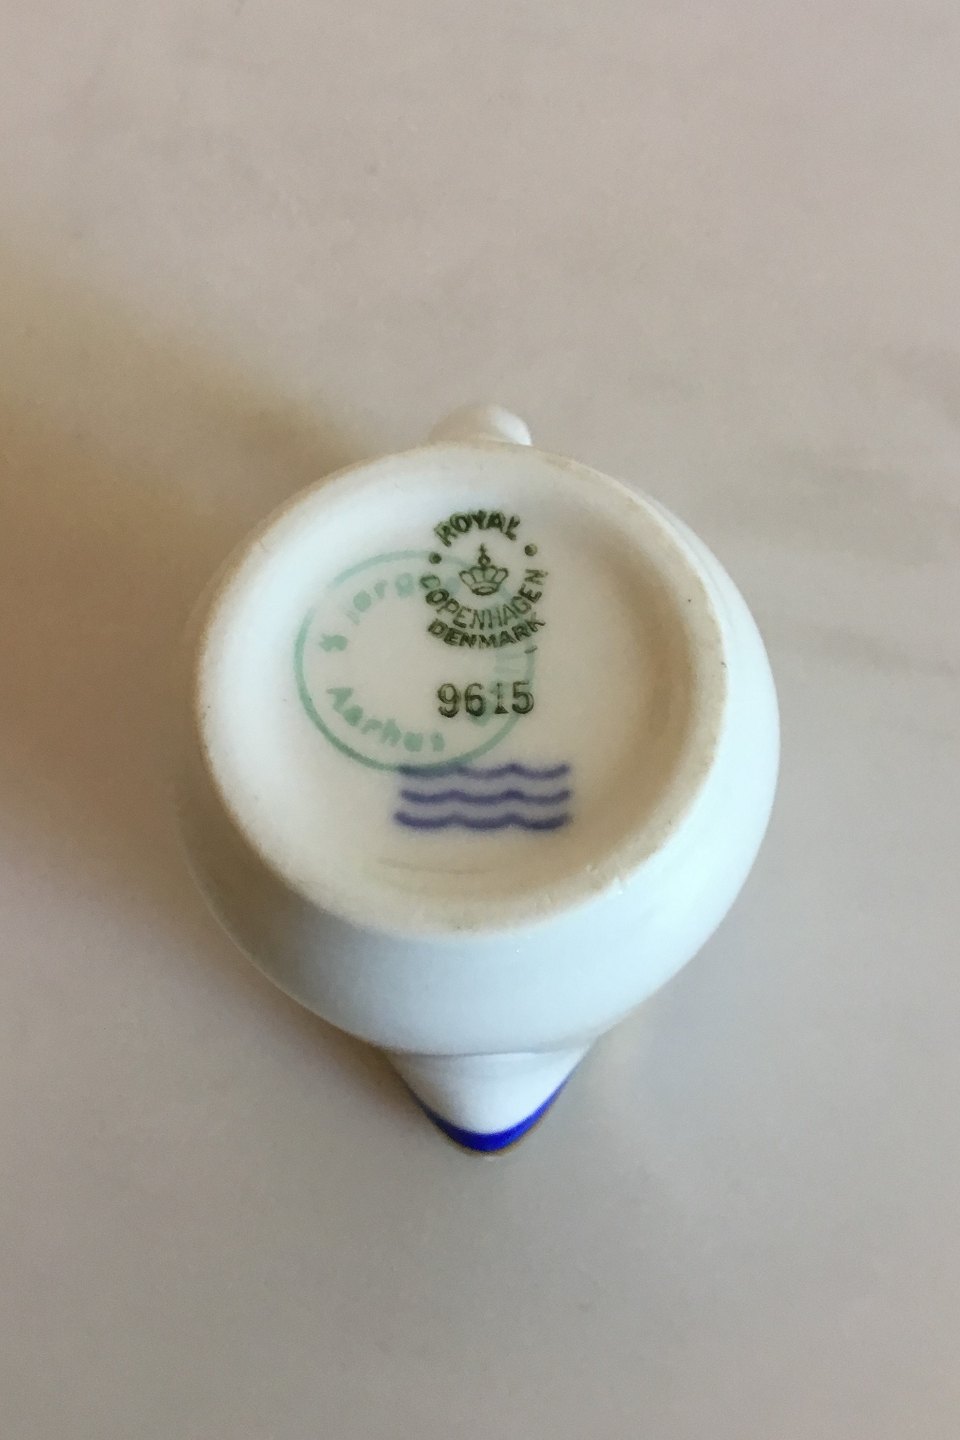 ROYAL
COPENHAGEN
DENMARK
9615
Aarhus